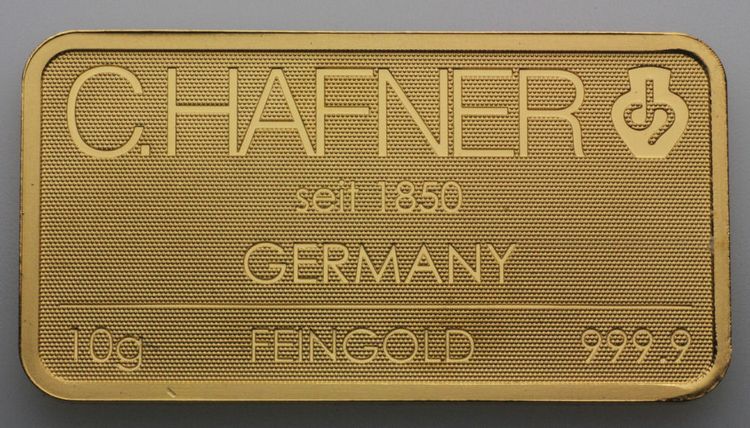 C.HAFNER
seit 1850
GERMANY
10g FEINGOLD 999.9